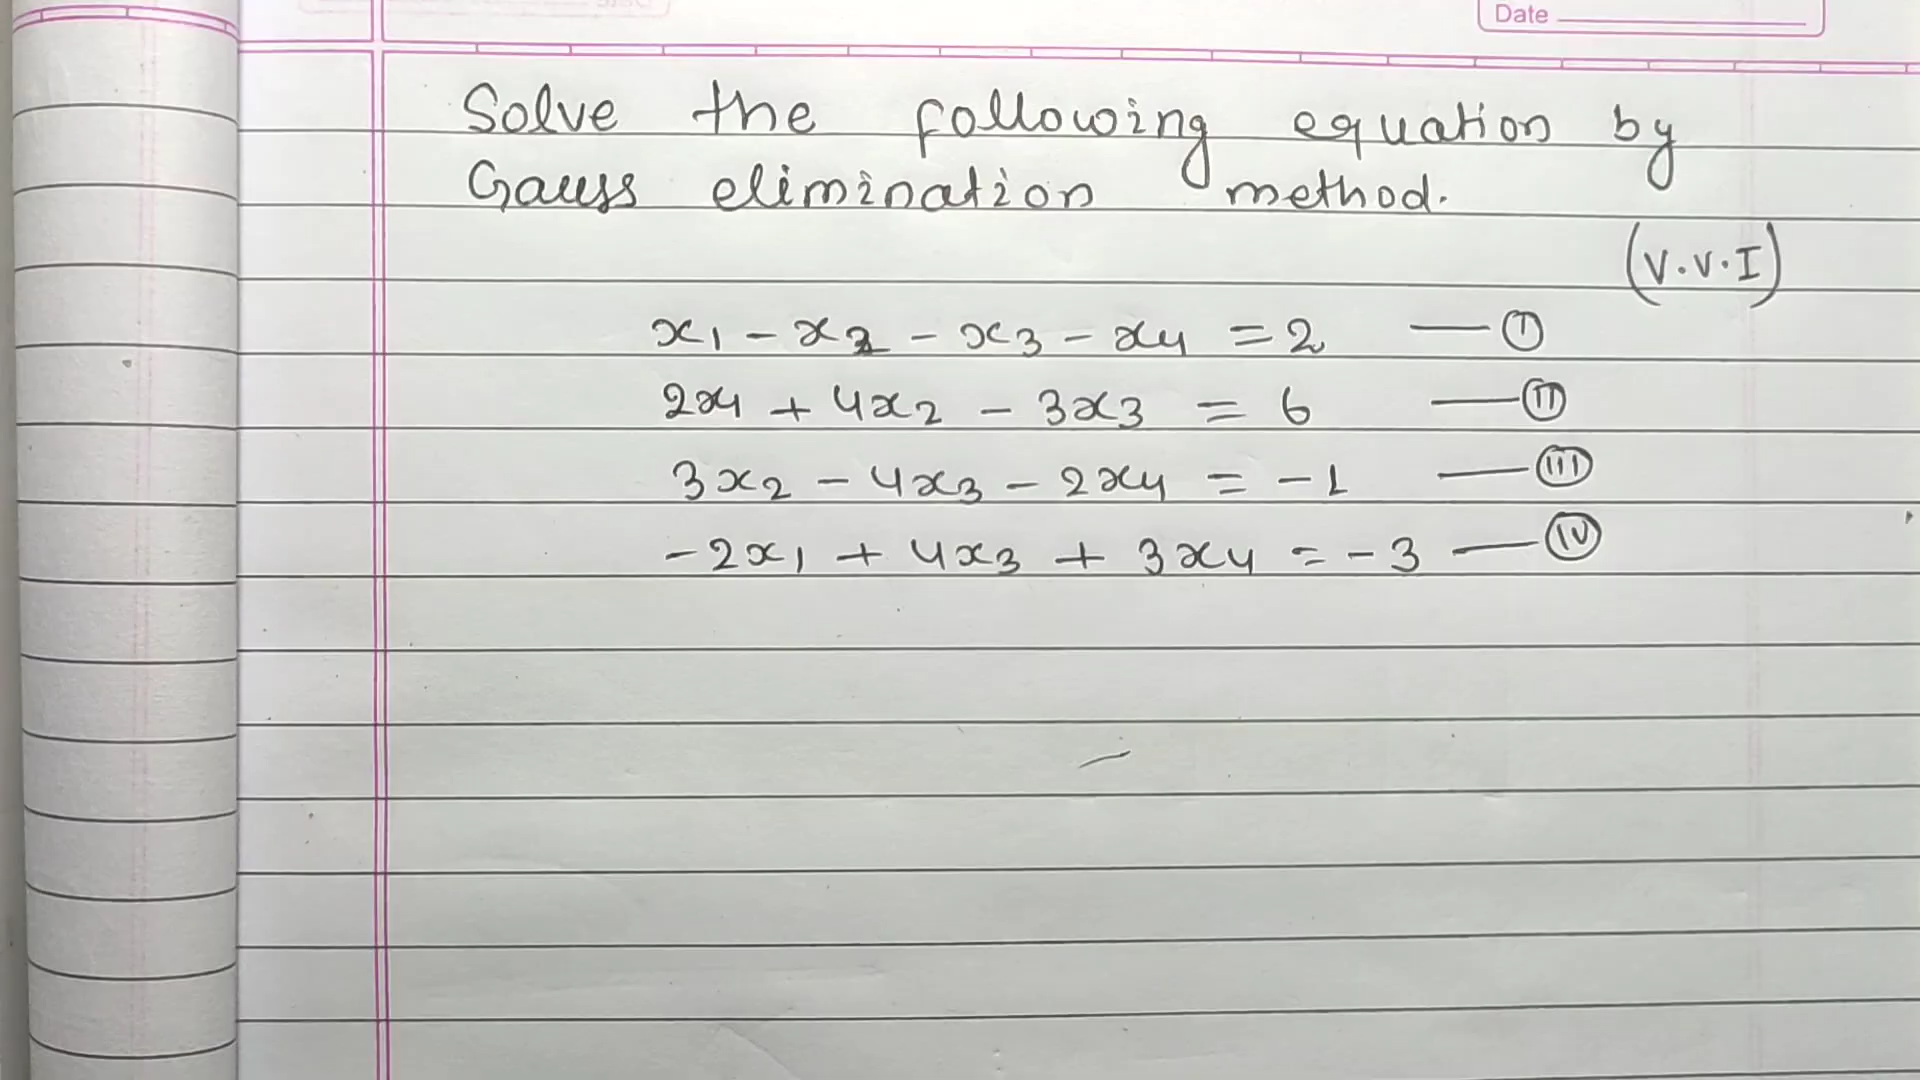 Date
Solve the following equation by
Gauss elimination method.
(V.V.I)
x1 - x2 - x3 - x4 = 2 — I
2x1 + 4x2 - 3x3 = 6 — II
3x2 - 4x3 - 2x4 = -1 — III
-2x1 + 4x3 + 3x4 = -3 — IV